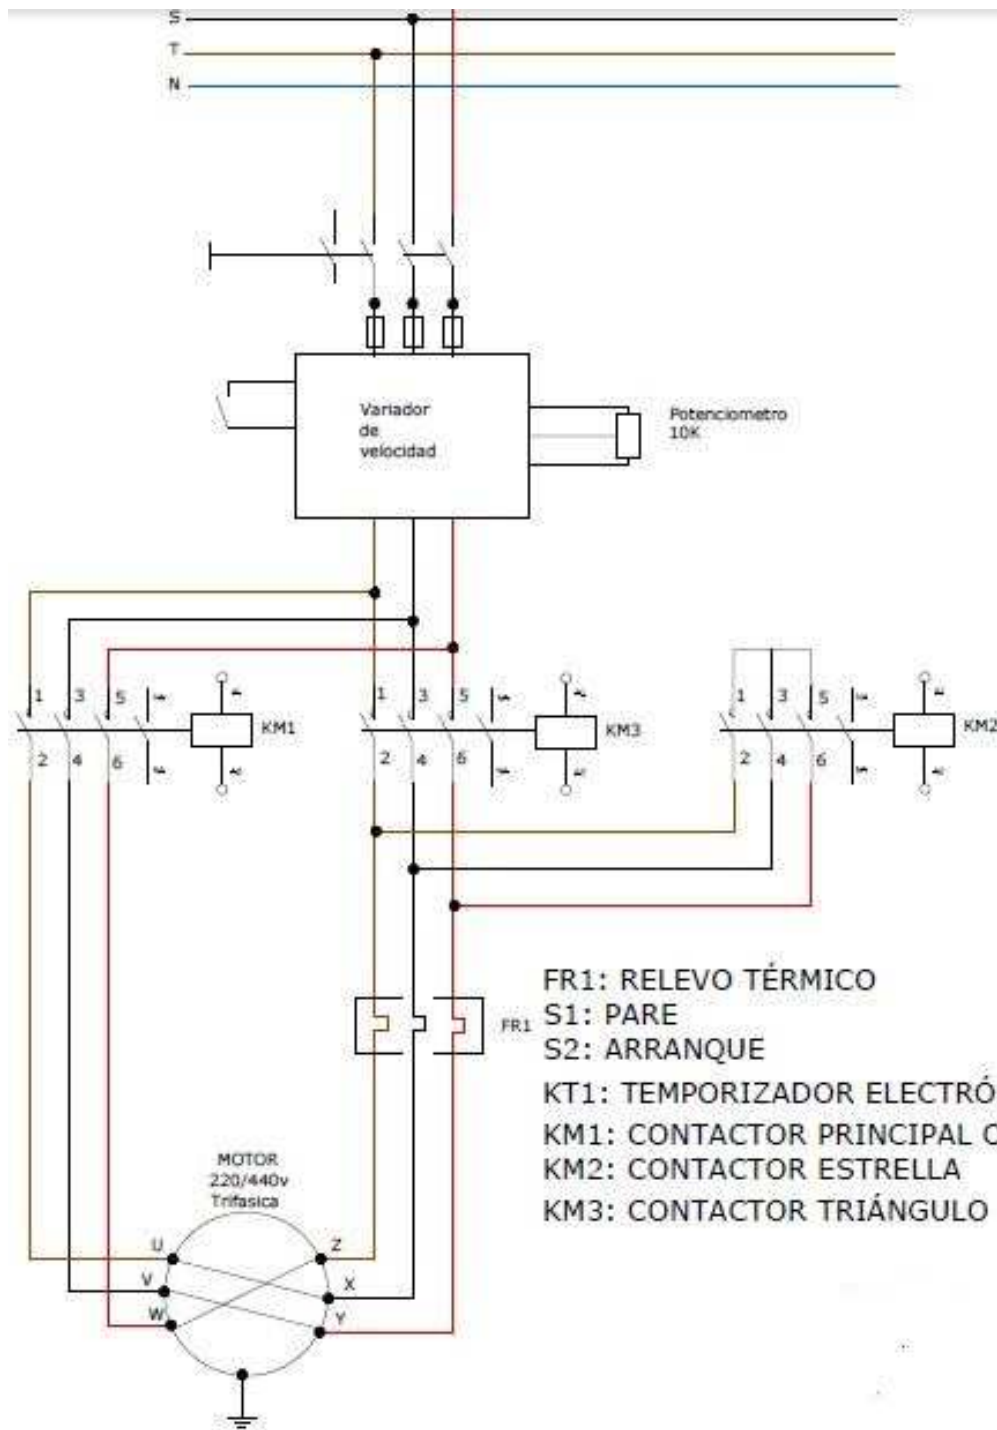 S
T
N
Variador
de
velocidad
Potenciometro
10K
1 3 5
KM1
2 4 6
1 3 5
KM3
2 4 6
1 3 5
KM2
2 4 6
FR1
FR1: RELEVO TÉRMICO
S1: PARE
S2: ARRANQUE
KT1: TEMPORIZADOR ELECTRÓ
KM1: CONTACTOR PRINCIPAL
KM2: CONTACTOR ESTRELLA
KM3: CONTACTOR TRIÁNGULO
MOTOR
220/440v
Trifasica
U Z
V X
W Y